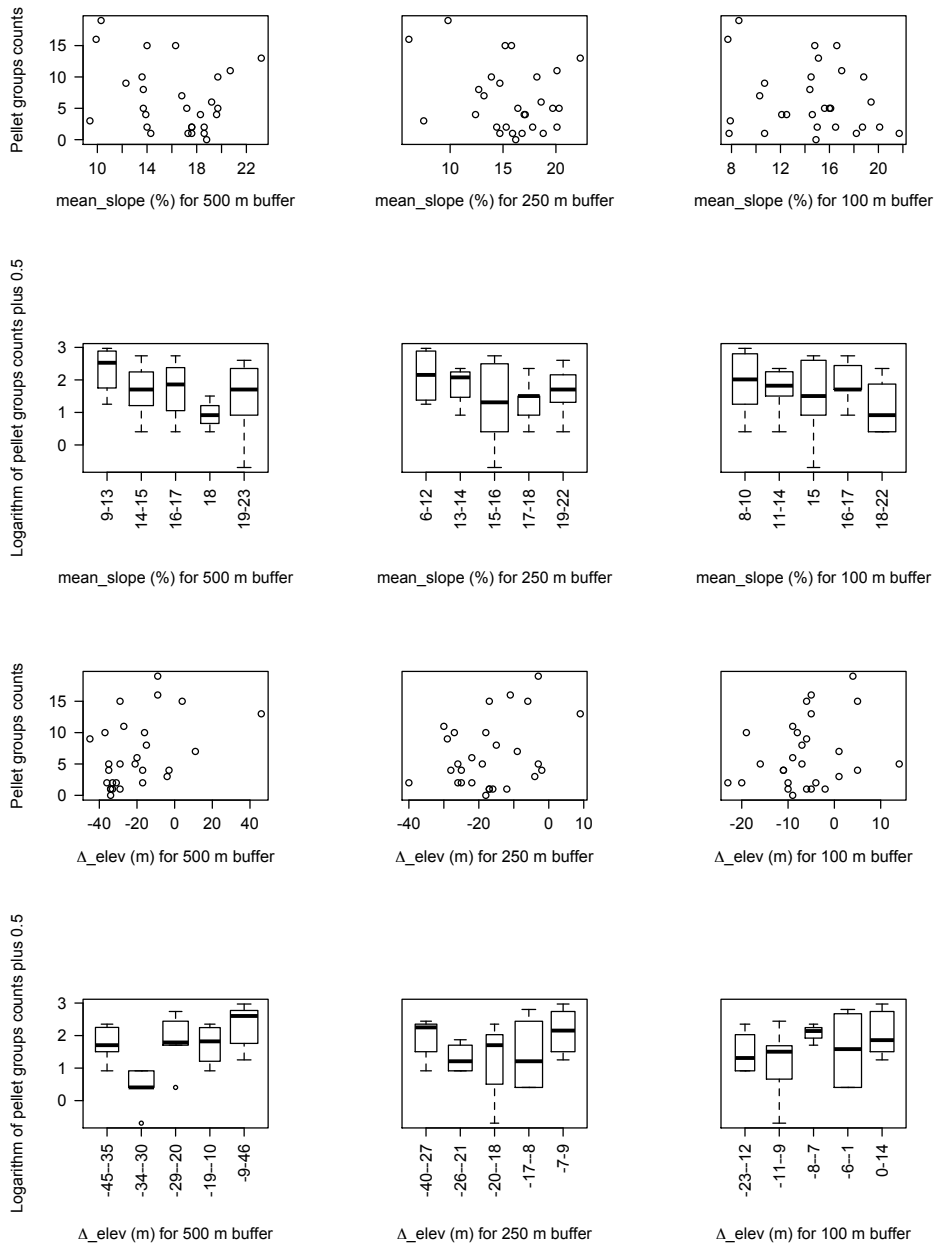 Pellet groups counts
15
10
5
0
10 14 18 22
10 15 20
8 12 16 20
mean_slope (%) for 500 m buffer
mean_slope (%) for 250 m buffer
mean_slope (%) for 100 m buffer
Logarithm of pellet groups counts plus 0.5
3
2
1
0
9-13 14-15 16-17 18 19-23
6-12 13-14 15-16 17-18 19-22
8-10 11-14 15 16-17 18-22
mean_slope (%) for 500 m buffer
mean_slope (%) for 250 m buffer
mean_slope (%) for 100 m buffer
Pellet groups counts
15
10
5
0
-40 -20 0 20 40
-40 -30 -20 -10 0 10
-20 -10 0 10
Δ_elev (m) for 500 m buffer
Δ_elev (m) for 250 m buffer
Δ_elev (m) for 100 m buffer
Logarithm of pellet groups counts plus 0.5
3
2
1
0
-45--35 -34--30 -29--20 -19--10 -9-46
-40--27 -26--21 -20--18 -17--8 -7-9
-23--12 -11--9 -8--7 -6--1 0-14
Δ_elev (m) for 500 m buffer
Δ_elev (m) for 250 m buffer
Δ_elev (m) for 100 m buffer